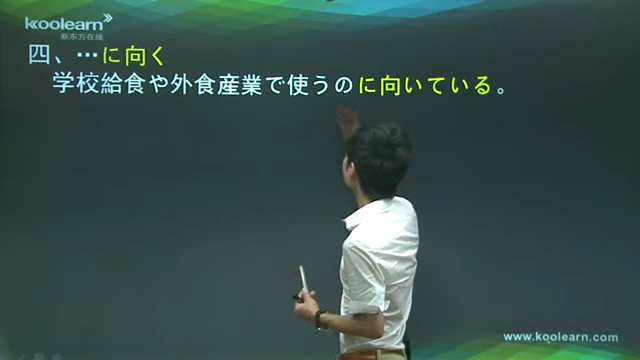 koolearn
新东方在线
四、…に向く
学校給食や外食産業で使うのに向いている。
www.koolearn.com